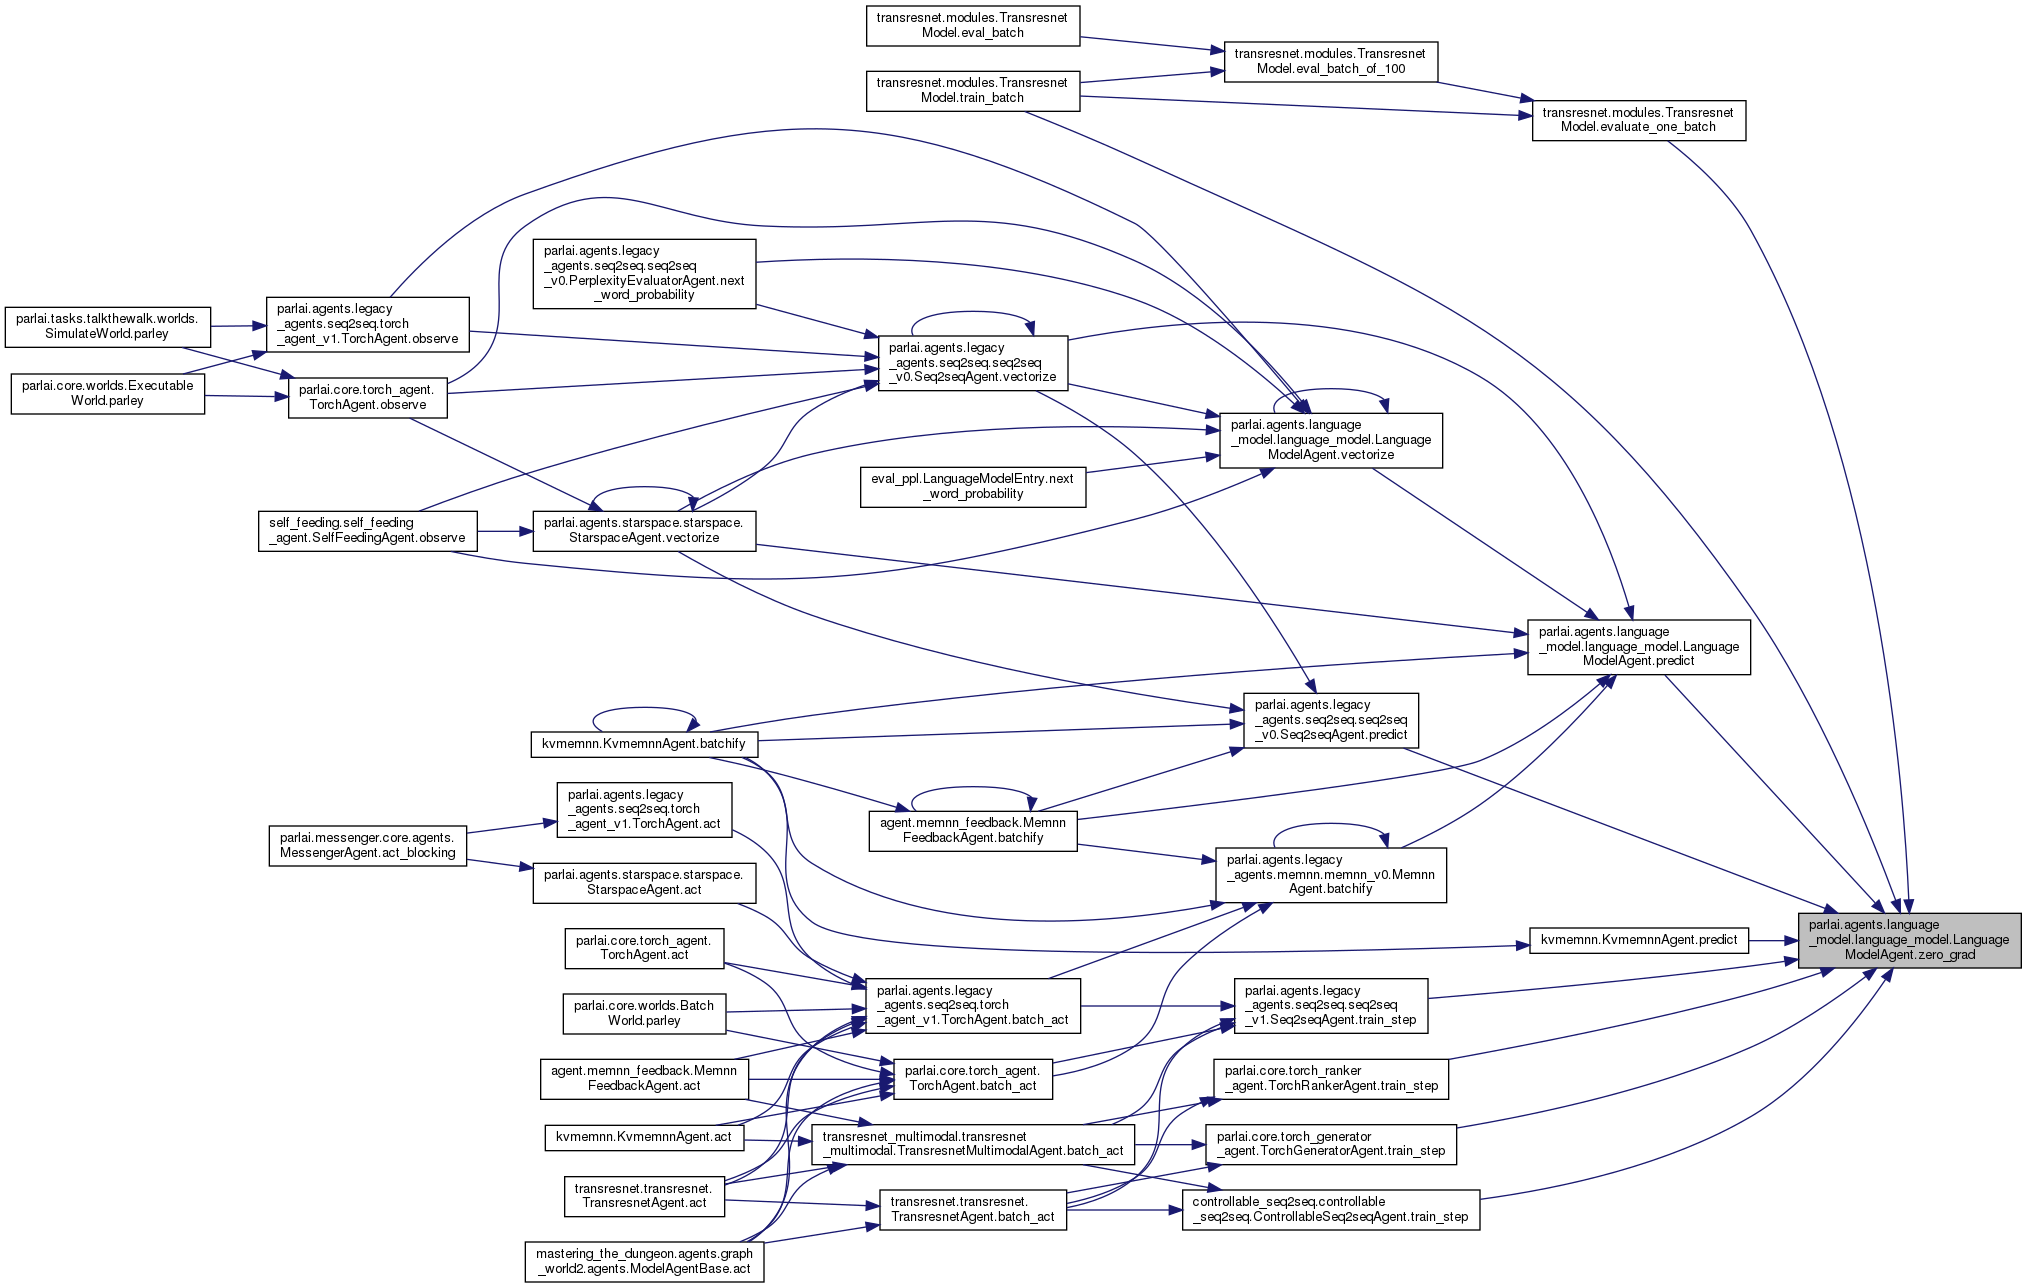 transresnet.modules.Transresnet
Model.eval_batch
transresnet.modules.Transresnet
Model.eval_batch_of_100
transresnet.modules.Transresnet
Model.train_batch
transresnet.modules.Transresnet
Model.evaluate_one_batch
parlai.agents.legacy
_agents.seq2seq.seq2seq
_v0.PerplexityEvaluatorAgent.next
_word_probability
parlai.agents.legacy
_agents.seq2seq.torch
_agent_v1.TorchAgent.observe
parlai.tasks.talkthewalk.worlds.
SimulateWorld.parley
parlai.agents.legacy
_agents.seq2seq.seq2seq
_v0.Seq2seqAgent.vectorize
parlai.core.worlds.Executable
World.parley
parlai.core.torch_agent.
TorchAgent.observe
parlai.agents.language
_model.language_model.Language
ModelAgent.vectorize
eval_ppl.LanguageModelEntry.next
_word_probability
self_feeding.self_feeding
_agent.SelfFeedingAgent.observe
parlai.agents.starspace.starspace.
StarspaceAgent.vectorize
parlai.agents.language
_model.language_model.Language
ModelAgent.predict
parlai.agents.legacy
_agents.seq2seq.seq2seq
_v0.Seq2seqAgent.predict
kvmemnn.KvmemnnAgent.batchify
parlai.agents.legacy
_agents.seq2seq.torch
_agent_v1.TorchAgent.act
agent.memnn_feedback.Memnn
FeedbackAgent.batchify
parlai.messenger.core.agents.
MessengerAgent.act_blocking
parlai.agents.legacy
_agents.memnn.memnn_v0.Memnn
Agent.batchify
parlai.agents.starspace.starspace.
StarspaceAgent.act
parlai.agents.language
_model.language_model.Language
ModelAgent.zero_grad
kvmemnn.KvmemnnAgent.predict
parlai.core.torch_agent.
TorchAgent.act
parlai.agents.legacy
_agents.seq2seq.torch
_agent_v1.TorchAgent.batch_act
parlai.agents.legacy
_agents.seq2seq.seq2seq
_v1.Seq2seqAgent.train_step
parlai.core.worlds.Batch
World.parley
agent.memnn_feedback.Memnn
FeedbackAgent.act
parlai.core.torch_agent.
TorchAgent.batch_act
parlai.core.torch_ranker
_agent.TorchRankerAgent.train_step
kvmemnn.KvmemnnAgent.act
transresnet_multimodal.transresnet
_multimodal.TransresnetMultimodalAgent.batch_act
parlai.core.torch_generator
_agent.TorchGeneratorAgent.train_step
transresnet.transresnet.
TransresnetAgent.act
transresnet.transresnet.
TransresnetAgent.batch_act
controllable_seq2seq.controllable
_seq2seq.ControllableSeq2seqAgent.train_step
mastering_the_dungeon.agents.graph
_world2.agents.ModelAgentBase.act